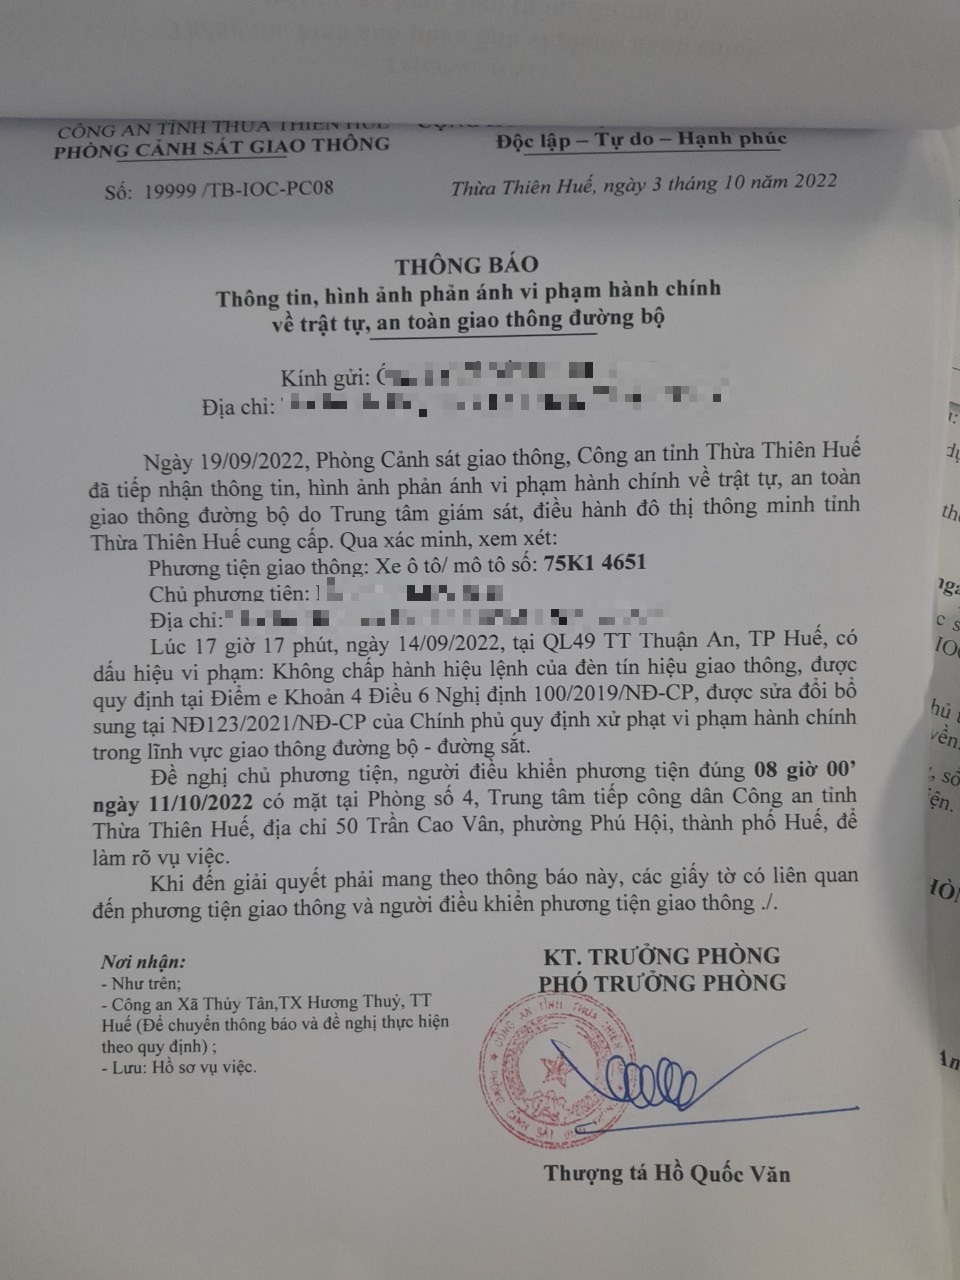 CÔNG AN TỈNH THỪA THIÊN HUẾ
PHÒNG CẢNH SÁT GIAO THÔNG
Độc lập – Tự do – Hạnh phúc
Số: 19999 /TB-IOC-PC08
Thừa Thiên Huế, ngày 3 tháng 10 năm 2022
THÔNG BÁO
Thông tin, hình ảnh phản ánh vi phạm hành chính
về trật tự, an toàn giao thông đường bộ
Kính gửi:
Địa chỉ:
Ngày 19/09/2022, Phòng Cảnh sát giao thông, Công an tỉnh Thừa Thiên Huế
đã tiếp nhận thông tin, hình ảnh phản ánh vi phạm hành chính về trật tự, an toàn
giao thông đường bộ do Trung tâm giám sát, điều hành đô thị thông minh tỉnh
Thừa Thiên Huế cung cấp. Qua xác minh, xem xét:
Phương tiện giao thông: Xe ô tô/ mô tô số: 75K1 4651
Chủ phương tiên:
Địa chỉ:
Lúc 17 giờ 17 phút, ngày 14/09/2022, tại QL49 TT Thuận An, TP Huế, có
dấu hiệu vi phạm: Không chấp hành hiệu lệnh của đèn tín hiệu giao thông, được
quy định tại Điểm e Khoản 4 Điều 6 Nghị định 100/2019/NĐ-CP, được sửa đổi bổ
sung tại NĐ123/2021/NĐ-CP của Chính phủ quy định xử phạt vi phạm hành chính
trong lĩnh vực giao thông đường bộ - đường sắt.
Đề nghị chủ phương tiện, người điều khiển phương tiện đúng 08 giờ 00’
ngày 11/10/2022 có mặt tại Phòng số 4, Trung tâm tiếp công dân Công an tỉnh
Thừa Thiên Huế, địa chỉ 50 Trần Cao Vân, phường Phú Hội, thành phố Huế, để
làm rõ vụ việc.
Khi đến giải quyết phải mang theo thông báo này, các giấy tờ có liên quan
đến phương tiện giao thông và người điều khiển phương tiện giao thông ./.
Nơi nhận:
- Như trên;
- Công an Xã Thủy Tân,TX Hương Thuỷ, TT
Huế (Để chuyển thông báo và đề nghị thực hiện
theo quy định) ;
- Lưu: Hồ sơ vụ việc.
KT. TRƯỞNG PHÒNG
PHÓ TRƯỞNG PHÒNG
CÔNG AN TỈNH THỪA THIÊN
Thượng tá Hồ Quốc Văn